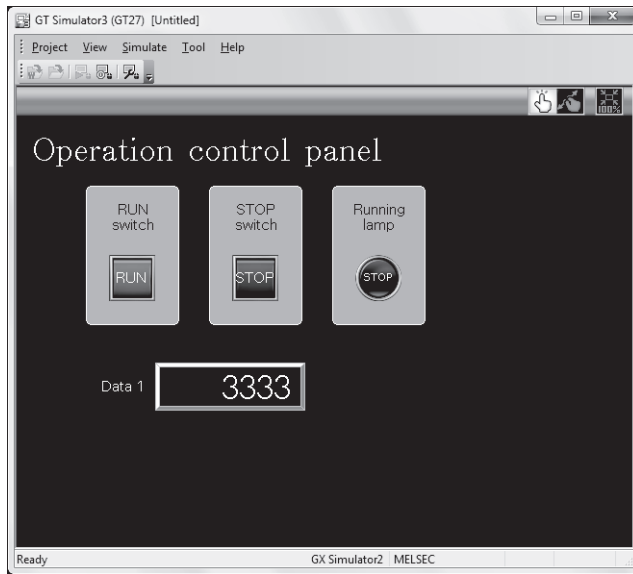 GT Simulator3 (GT27) [Untitled]
Project View Simulate Tool Help
100%
Operation control panel
RUN
switch
STOP
switch
Running
lamp
RUN
STOP
STOP
Data 1
3333
Ready
GX Simulator2 MELSEC